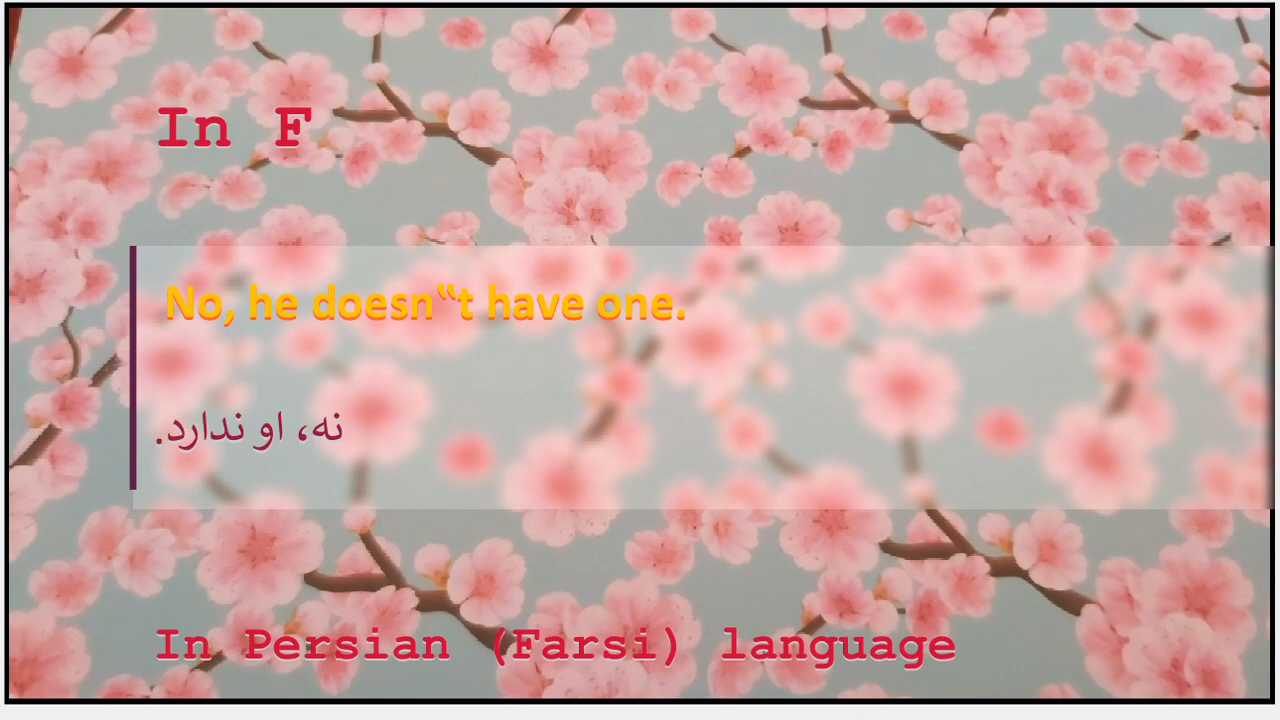 In F
No, he doesn‟t have one.
نه، او ندارد.
In Persian (Farsi) language